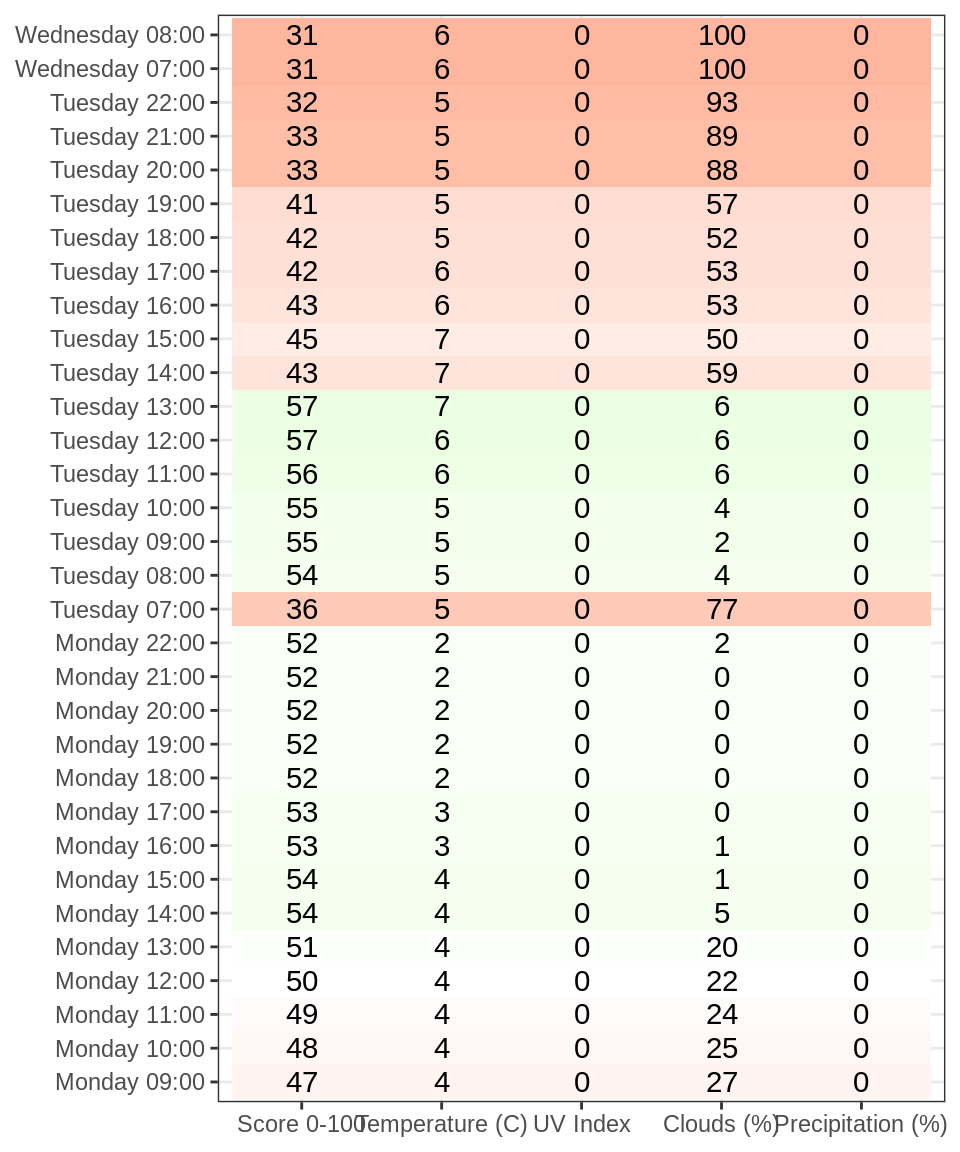 Wednesday 08:00 31 6 0 100 0
Wednesday 07:00 31 6 0 100 0
Tuesday 22:00 32 5 0 93 0
Tuesday 21:00 33 5 0 89 0
Tuesday 20:00 33 5 0 88 0
Tuesday 19:00 41 5 0 57 0
Tuesday 18:00 42 5 0 52 0
Tuesday 17:00 42 6 0 53 0
Tuesday 16:00 43 6 0 53 0
Tuesday 15:00 45 7 0 50 0
Tuesday 14:00 43 7 0 59 0
Tuesday 13:00 57 7 0 6 0
Tuesday 12:00 57 6 0 6 0
Tuesday 11:00 56 6 0 6 0
Tuesday 10:00 55 5 0 4 0
Tuesday 09:00 55 5 0 2 0
Tuesday 08:00 54 5 0 4 0
Tuesday 07:00 36 5 0 77 0
Monday 22:00 52 2 0 2 0
Monday 21:00 52 2 0 0 0
Monday 20:00 52 2 0 0 0
Monday 19:00 52 2 0 0 0
Monday 18:00 52 2 0 0 0
Monday 17:00 53 3 0 0 0
Monday 16:00 53 3 0 1 0
Monday 15:00 54 4 0 1 0
Monday 14:00 54 4 0 5 0
Monday 13:00 51 4 0 20 0
Monday 12:00 50 4 0 22 0
Monday 11:00 49 4 0 24 0
Monday 10:00 48 4 0 25 0
Monday 09:00 47 4 0 27 0
Score 0-100 Temperature (C) UV Index Clouds (%) Precipitation (%)